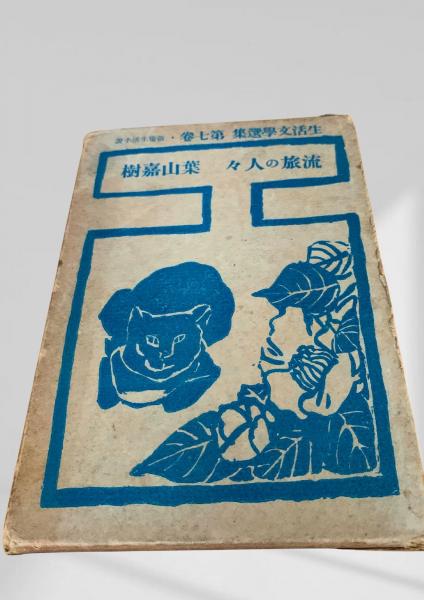 生活文學選集 第七卷・
流旅の人々 葉山嘉樹